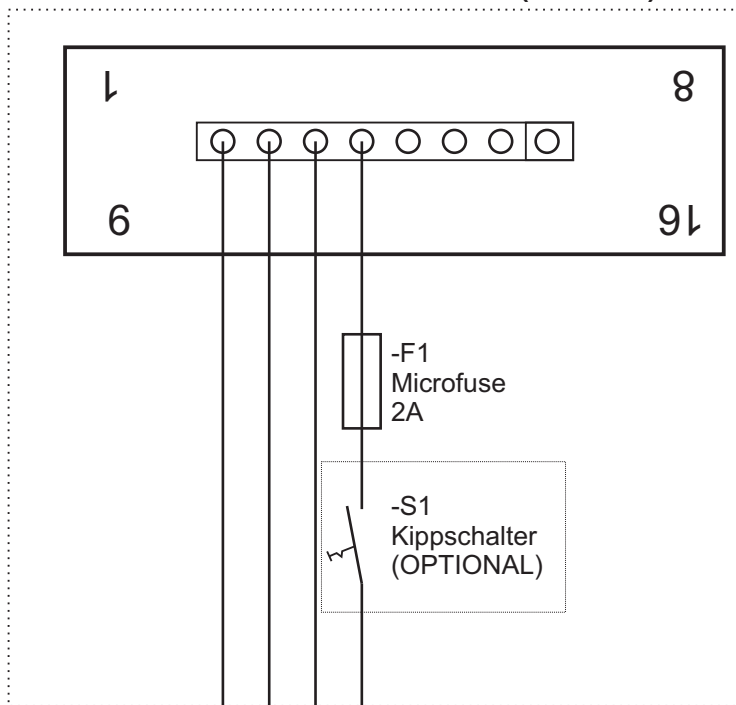 1 8
9 16
-F1
Microfuse
2A
-S1
Kippschalter
(OPTIONAL)